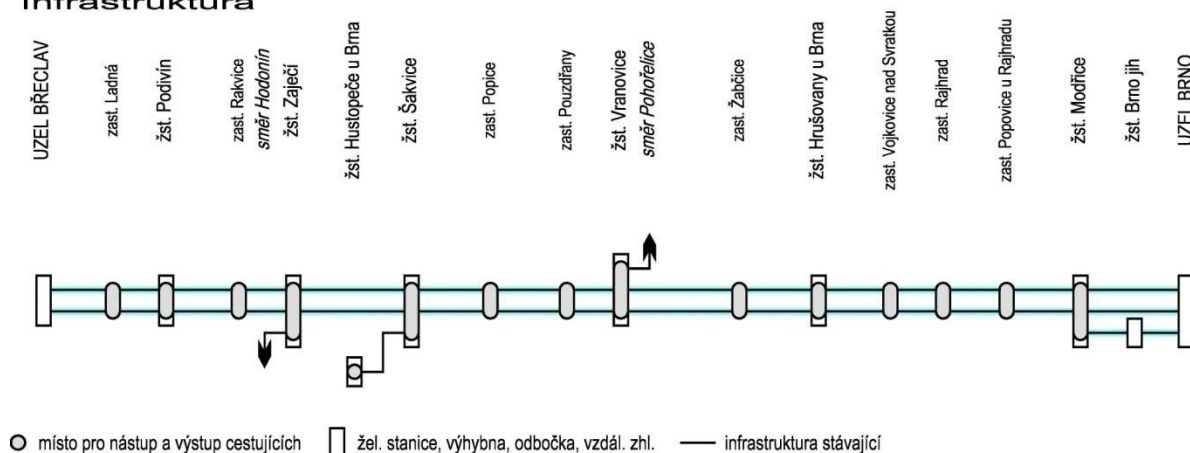 Infrastruktura
UZEL BŘECLAV
zast. Ladná
žst. Podivín
zast. Rakvice
směr Hodonín
žst. Zaječí
žst. Hustopeče u Brna
žst. Šakvice
zast. Popice
zast. Pouzdřany
žst. Vranovice
směr Pohořelice
zast. Žabčice
žst. Hrušovany u Brna
zast. Vojkovice nad Svratkou
zast. Rajhrad
zast. Popovice u Rajhradu
žst. Modřice
žst. Brno jih
UZEL BRNO
místo pro nástup a výstup cestujících
žel. stanice, výhybna, odbočka, vzdál. zhl.
infrastruktura stávající